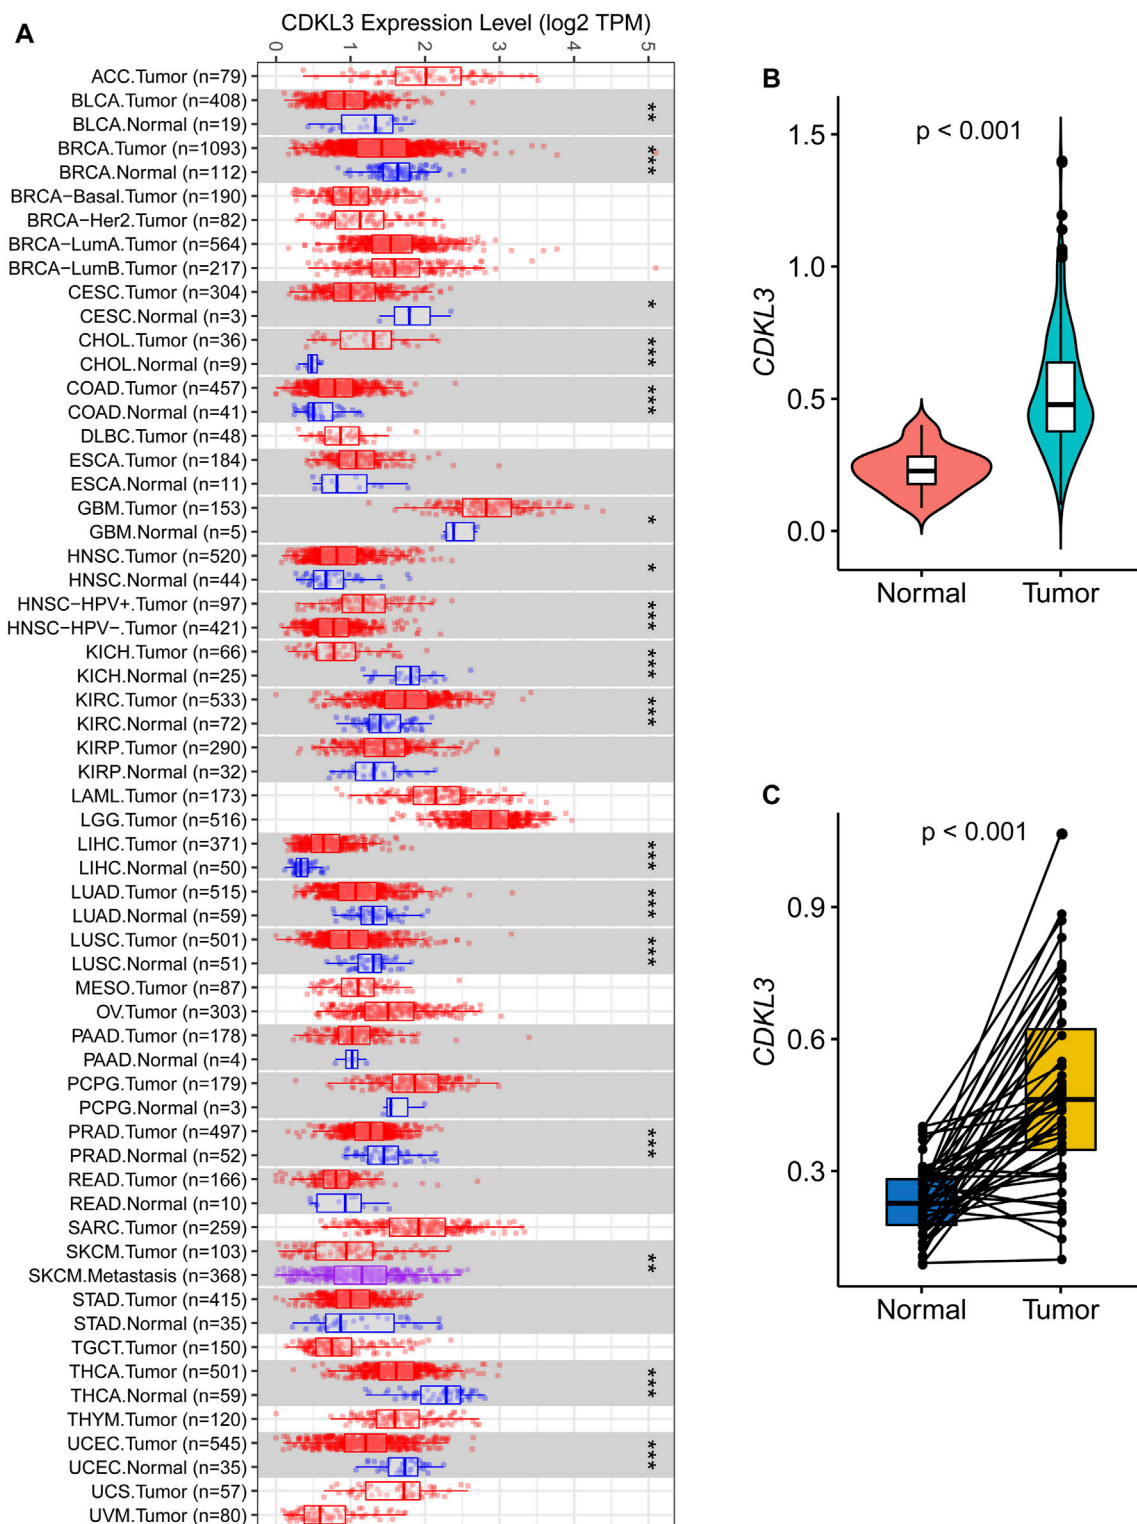 A
CDKL3 Expression Level (log2 TPM)
0 1 2 3 4 5
ACC.Tumor (n=79)
BLCA.Tumor (n=408)
**
BLCA.Normal (n=19)
BRCA.Tumor (n=1093)
***
BRCA.Normal (n=112)
BRCA−Basal.Tumor (n=190)
BRCA−Her2.Tumor (n=82)
BRCA−LumA.Tumor (n=564)
BRCA−LumB.Tumor (n=217)
CESC.Tumor (n=304)
*
CESC.Normal (n=3)
CHOL.Tumor (n=36)
***
CHOL.Normal (n=9)
COAD.Tumor (n=457)
***
COAD.Normal (n=41)
DLBC.Tumor (n=48)
ESCA.Tumor (n=184)
ESCA.Normal (n=11)
GBM.Tumor (n=153)
*
GBM.Normal (n=5)
HNSC.Tumor (n=520)
*
HNSC.Normal (n=44)
HNSC−HPV+.Tumor (n=97)
***
HNSC−HPV−.Tumor (n=421)
KICH.Tumor (n=66)
***
KICH.Normal (n=25)
KIRC.Tumor (n=533)
***
KIRC.Normal (n=72)
KIRP.Tumor (n=290)
KIRP.Normal (n=32)
LAML.Tumor (n=173)
LGG.Tumor (n=516)
LIHC.Tumor (n=371)
***
LIHC.Normal (n=50)
LUAD.Tumor (n=515)
***
LUAD.Normal (n=59)
LUSC.Tumor (n=501)
***
LUSC.Normal (n=51)
MESO.Tumor (n=87)
OV.Tumor (n=303)
PAAD.Tumor (n=178)
PAAD.Normal (n=4)
PCPG.Tumor (n=179)
PCPG.Normal (n=3)
PRAD.Tumor (n=497)
***
PRAD.Normal (n=52)
READ.Tumor (n=166)
READ.Normal (n=10)
SARC.Tumor (n=259)
SKCM.Tumor (n=103)
**
SKCM.Metastasis (n=368)
STAD.Tumor (n=415)
STAD.Normal (n=35)
TGCT.Tumor (n=150)
THCA.Tumor (n=501)
***
THCA.Normal (n=59)
THYM.Tumor (n=120)
UCEC.Tumor (n=545)
***
UCEC.Normal (n=35)
UCS.Tumor (n=57)
UVM.Tumor (n=80)
B
p < 0.001
CDKL3
1.5
1.0
0.5
0.0
Normal Tumor
C
p < 0.001
CDKL3
0.9
0.6
0.3
Normal Tumor